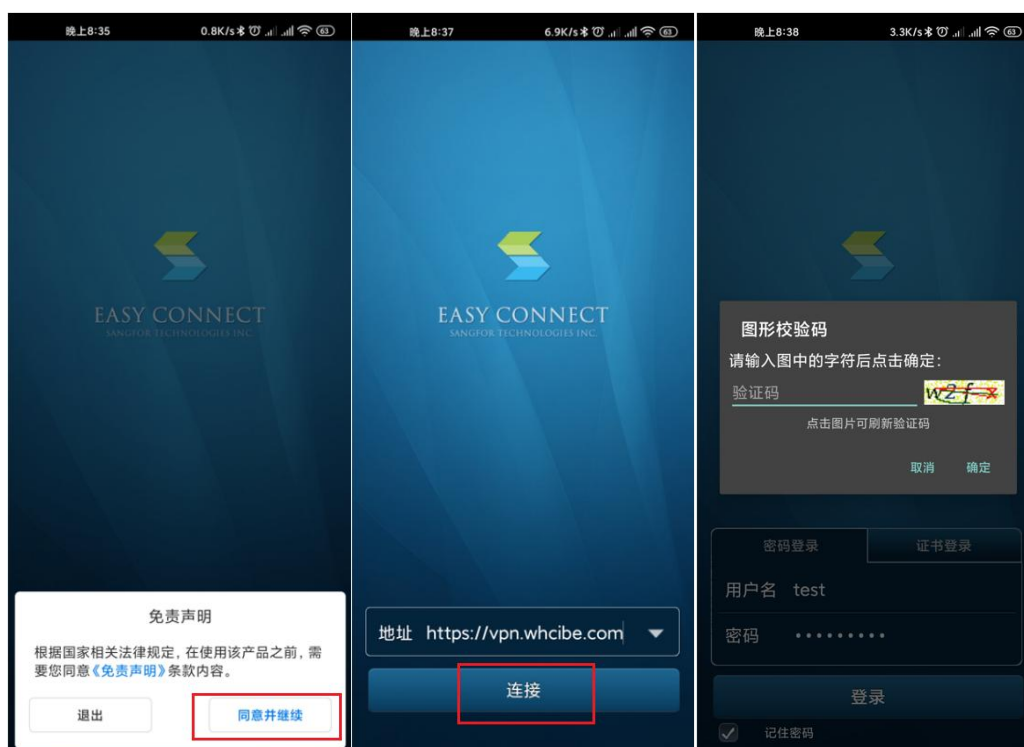 晚上8:35
0.8K/s
63
EASY CONNECT
SANGFOR TECHNOLOGIES INC
免责声明
根据国家相关法律规定，在使用该产品之前，需
要您同意《免责声明》条款内容。
退出
同意并继续
晚上8:37
6.9K/s
63
EASY CONNECT
SANGFOR TECHNOLOGIES INC
地址 https://vpn.whcibe.com
连接
晚上8:38
3.3K/s
63
图形校验码
请输入图中的字符后点击确定：
验证码
w2fx
点击图片可刷新验证码
取消
确定
密码登录
证书登录
用户名 test
密码
登录
记住密码